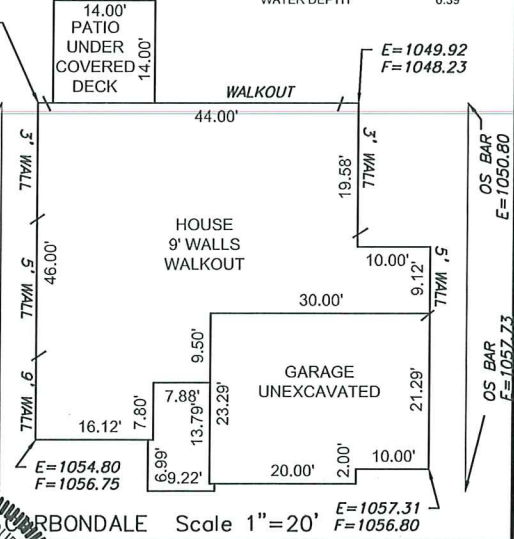 WATER DEPTH 6.39
14.00'
PATIO
UNDER
COVERED
DECK
14.00'
E=1049.92
F=1048.23
WALKOUT
44.00'
3' WALL
3' WALL
19.58'
OS BAR
E=1050.80
HOUSE
9' WALLS
WALKOUT
5' WALL
46.00'
10.00'
9.12'
5' WALL
30.00'
9.50'
GARAGE
UNEXCAVATED
OS BAR
E=1057.73
9' WALL
16.12'
7.80'
7.88'
13.79'
23.29'
21.29'
6.99'
9.22'
20.00'
2.00'
10.00'
E=1054.80
F=1056.75
E=1057.31
F=1056.80
RBONDALE Scale 1"=20'